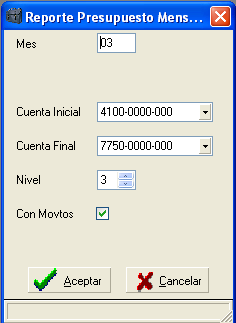 Reporte Presupuesto Mens...
Mes 03
Cuenta Inicial 4100-0000-000
Cuenta Final 7750-0000-000
Nivel 3
Con Movtos
Aceptar Cancelar